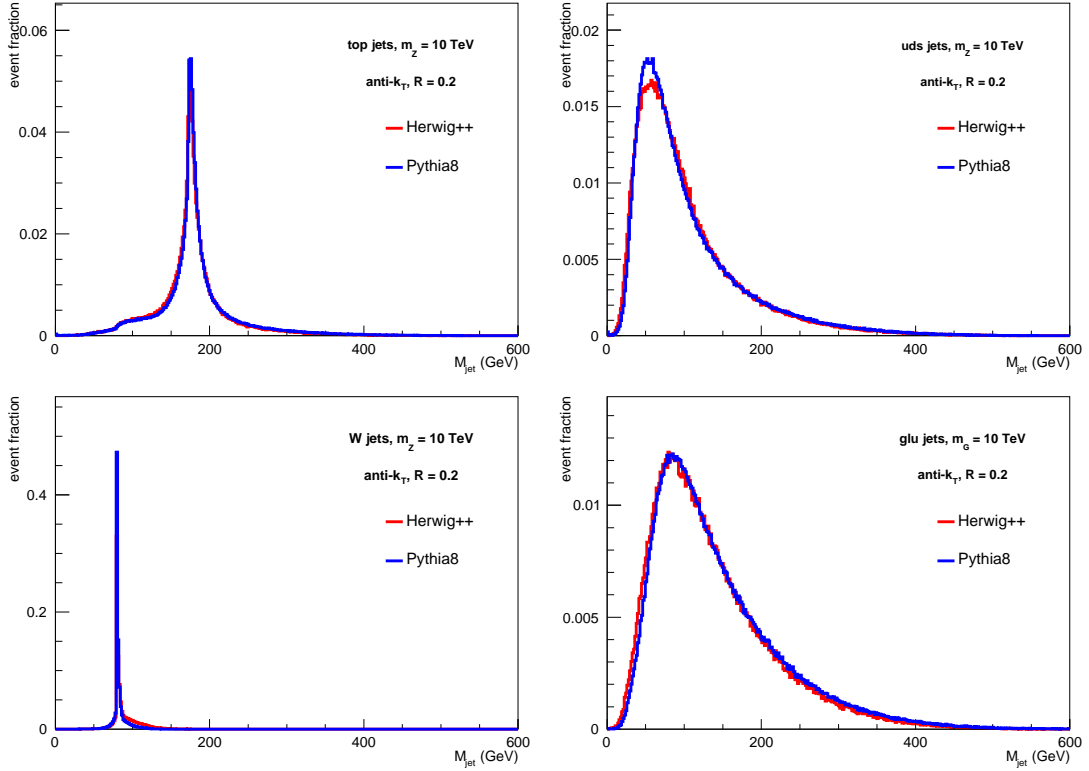 event fraction
0.06
0.04
0.02
0
top jets, m_Z = 10 TeV
anti-k_T, R = 0.2
Herwig++
Pythia8
0 200 400 600
M_jet (GeV)
event fraction
0.02
0.015
0.01
0.005
0
uds jets, m_Z = 10 TeV
anti-k_T, R = 0.2
Herwig++
Pythia8
0 200 400 600
M_jet (GeV)
event fraction
0.4
0.2
0
W jets, m_Z = 10 TeV
anti-k_T, R = 0.2
Herwig++
Pythia8
0 200 400 600
M_jet (GeV)
event fraction
0.01
0.005
0
glu jets, m_G = 10 TeV
anti-k_T, R = 0.2
Herwig++
Pythia8
0 200 400 600
M_jet (GeV)